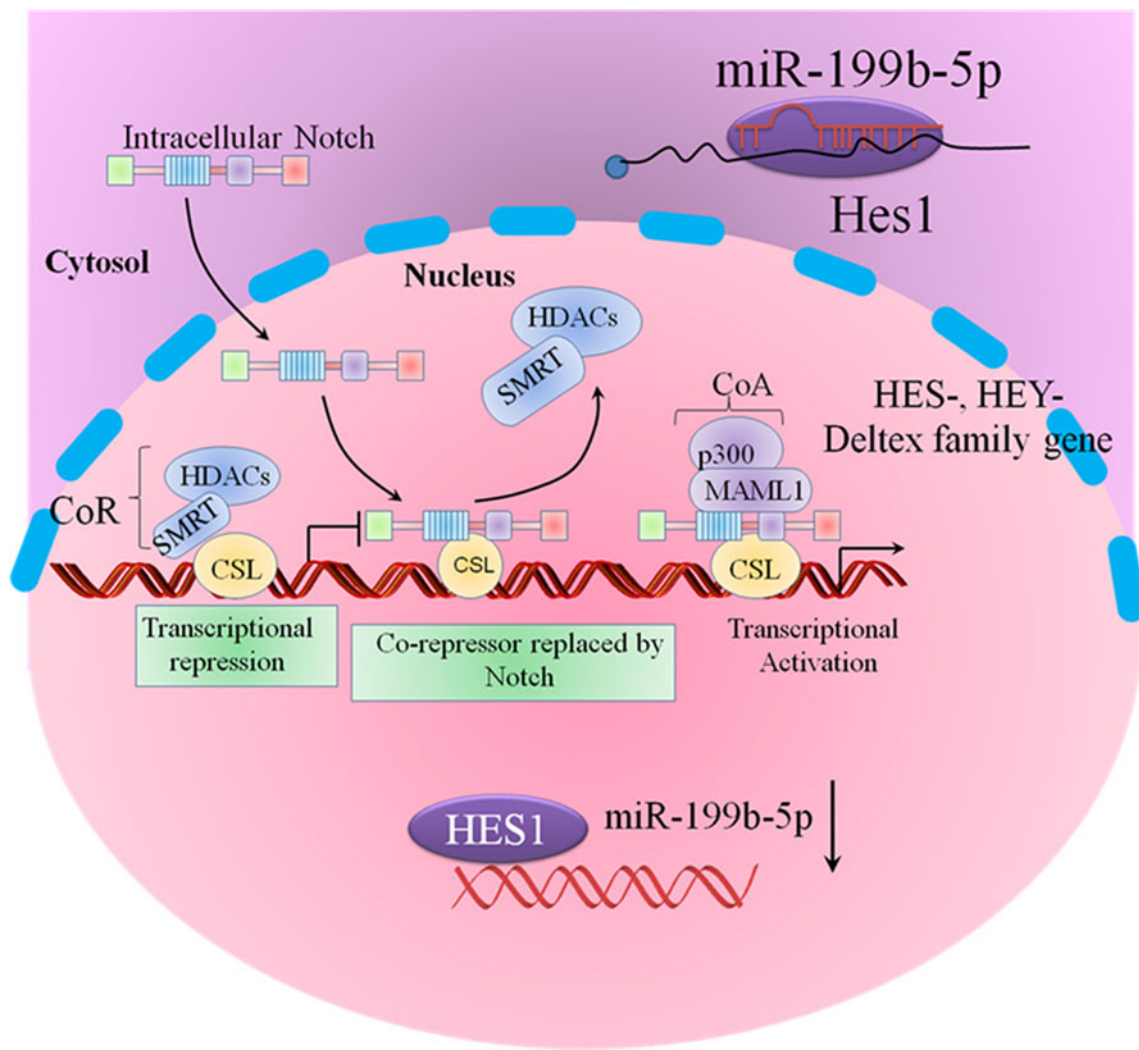 miR-199b-5p
Hes1
Intracellular Notch
Cytosol
Nucleus
HDACs
SMRT
CoA
p300
MAML1
HES-, HEY-
Deltex family gene
CoR
HDACs
SMRT
CSL
CSL
CSL
Transcriptional
repression
Co-repressor replaced by
Notch
Transcriptional
Activation
HES1
miR-199b-5p